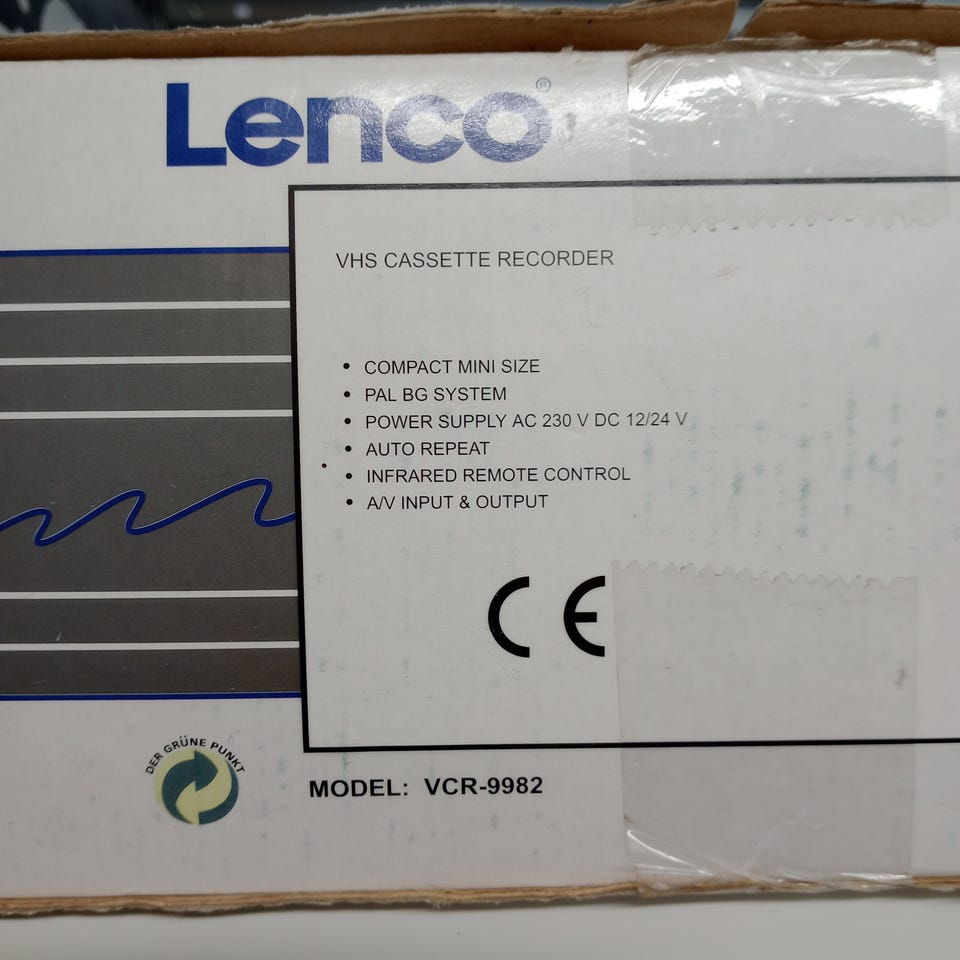 Lenco®
VHS CASSETTE RECORDER
• COMPACT MINI SIZE
• PAL BG SYSTEM
• POWER SUPPLY AC 230 V DC 12/24 V
• AUTO REPEAT
• INFRARED REMOTE CONTROL
• A/V INPUT & OUTPUT
CE
DER GRÜNE PUNKT
MODEL: VCR-9982